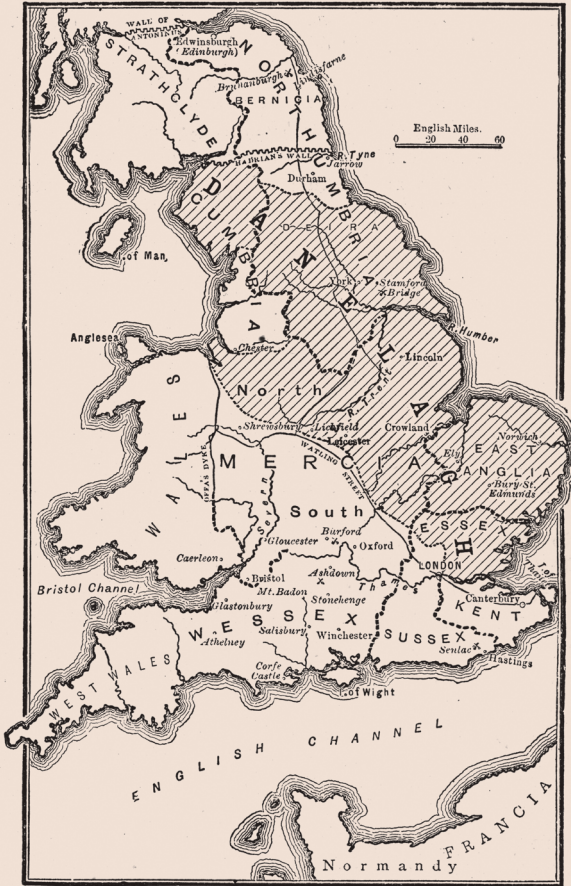 WALL OF
ANTONINUS
Edwinsburgh
(Edinburgh)
STRATHCLYDE
NORTHUMBRIA
Brunanburgh
Lindisfarne
BERNICIA
English Miles.
0 20 40 60
HADRIANS WALL
R. Tyne
Jarrow
Durham
DANELAGH
CUMBRIA
DEIRA
I. of Man
York
Stamford
Bridge
R. Humber
Anglesea
Chester
Lincoln
North
R. Trent
Shrewsbury
Lichfield
Leicester
Crowland
Norwich
Ely
EAST
ANGLIA
Bury St.
Edmunds
WALES
OFFA'S DYKE
MERCIA
WATLING
STREET
Severn
South
ESSEX
Burford
Gloucester
Oxford
Caerleon
LONDON
Bristol
Ashdown
Thames
Bristol Channel
Mt. Badon
Glastonbury
Stonehenge
Canterbury
KENT
WESSEX
Athelney
Salisbury
Winchester
SUSSEX
Senlac
Hastings
WEST WALES
Corfe
Castle
I. of Wight
ENGLISH CHANNEL
FRANCIA
Normandy